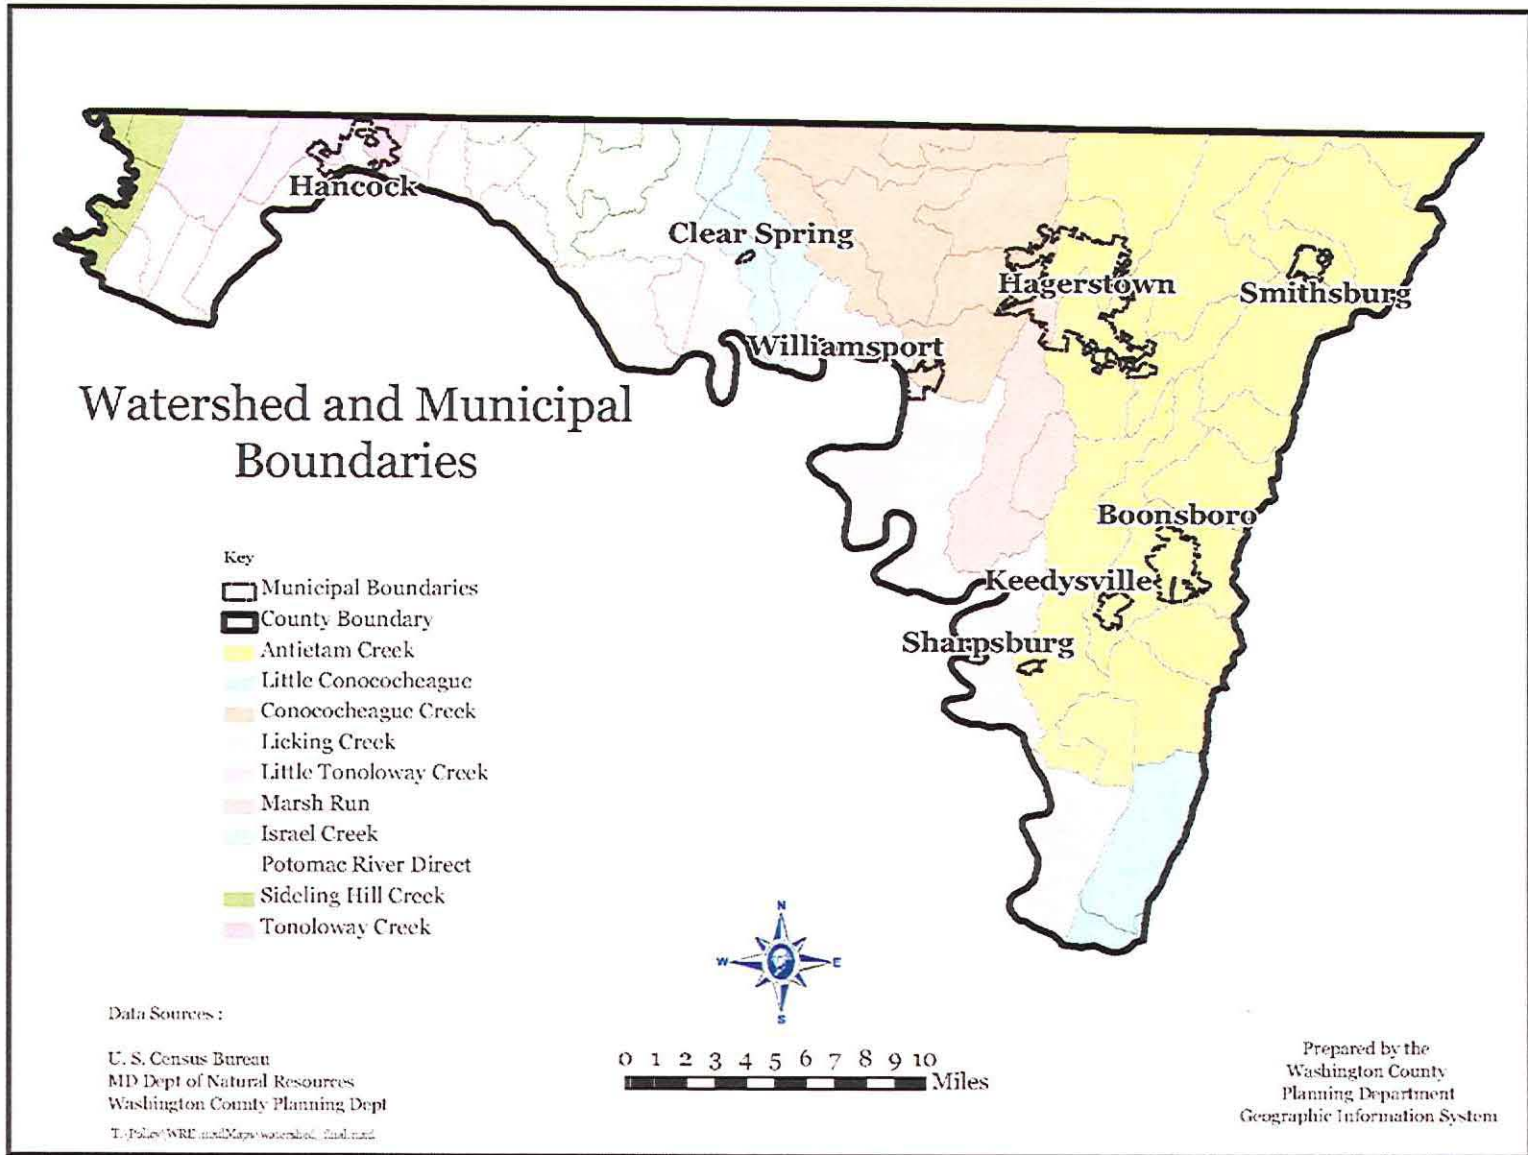 Hancock
Clear Spring
Hagerstown
Smithsburg
Williamsport
Watershed and Municipal
Boundaries
Boonsboro
Keedysville
Sharpsburg
Key
Municipal Boundaries
County Boundary
Antietam Creek
Little Conococheague
Conococheague Creek
Licking Creek
Little Tonoloway Creek
Marsh Run
Israel Creek
Potomac River Direct
Sideling Hill Creek
Tonoloway Creek
N
W E
S
Data Sources :
U. S. Census Bureau
MD Dept of Natural Resources
Washington County Planning Dept
0 1 2 3 4 5 6 7 8 9 10
Miles
Prepared by the
Washington County
Planning Department
Geographic Information System